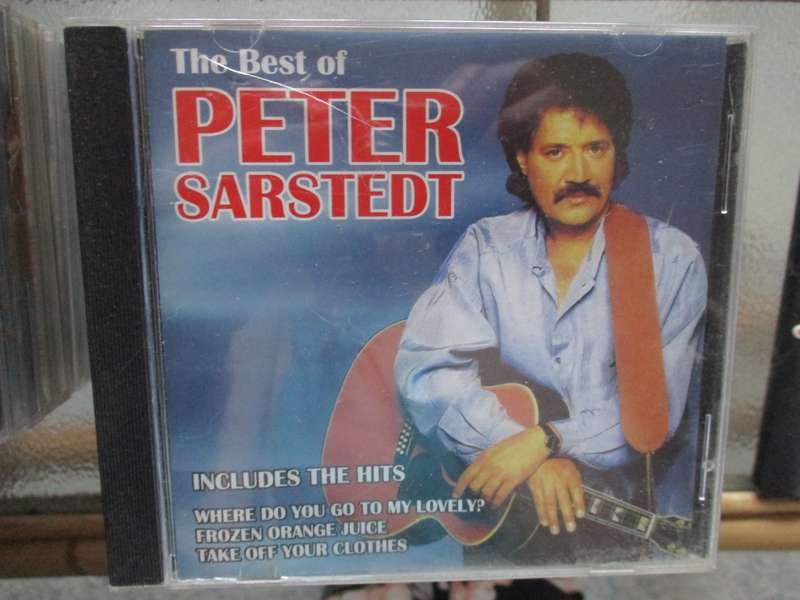 The Best of
PETER
SARSTEDT
INCLUDES THE HITS
WHERE DO YOU GO TO MY LOVELY?
FROZEN ORANGE JUICE
TAKE OFF YOUR CLOTHES